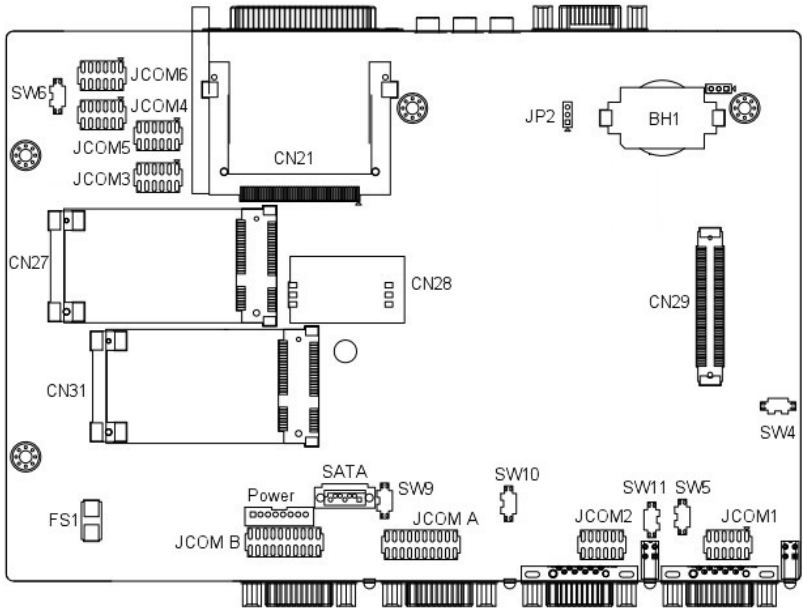 JCOM6
SW6
JCOM4
JP2
BH1
JCOM5
CN21
JCOM3
CN27
CN28
CN29
CN31
SW4
SATA
SW10
SW9
SW11 SW5
Power
FS1
JCOM A
JCOM2
JCOM1
JCOM B